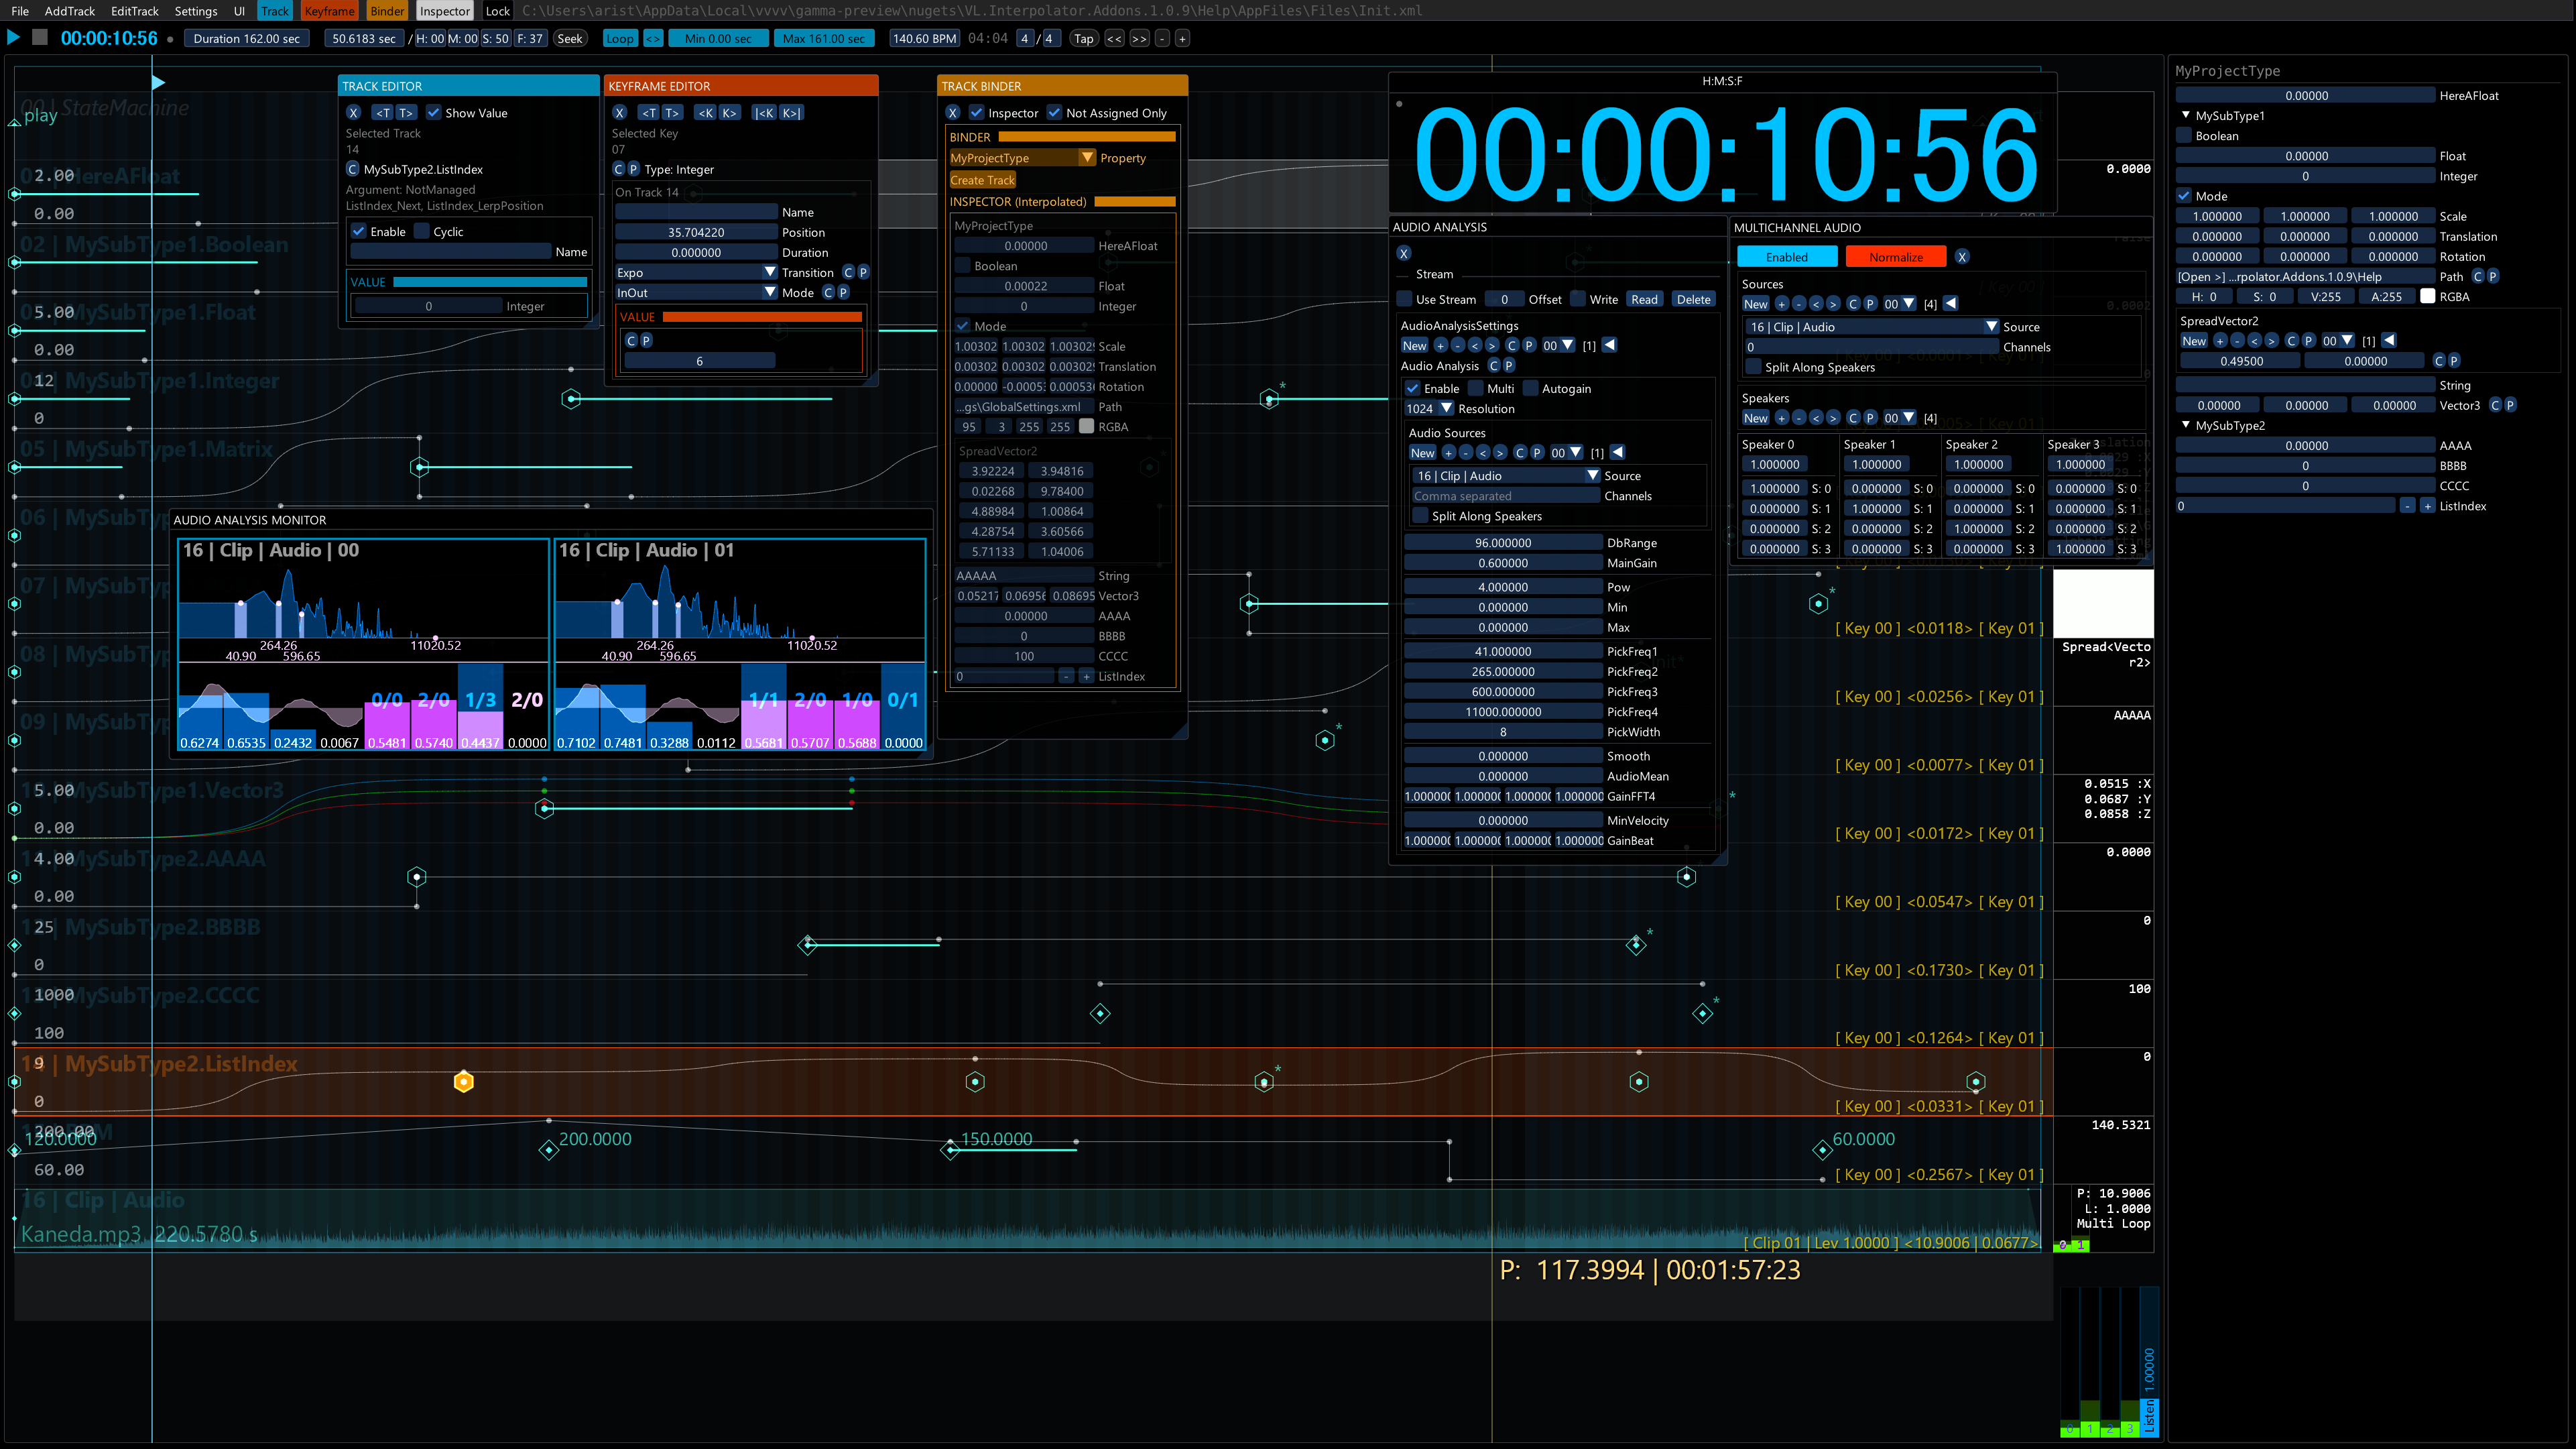 File AddTrack EditTrack Settings UI Track Keyframe Binder Inspector Lock C:\Users\arist\AppData\Local\vvvv\gamma-preview\nugets\VL.Interpolator.Addons.1.0.9\Help\AppFiles\Files\Init.xml
00:00:10:56 Duration 162.00 sec 50.6183 sec / H: 00 M: 00 S: 50 F: 37 Seek Loop <> Min 0.00 sec Max 161.00 sec 140.60 BPM 04:04 4 / 4 Tap << >> - +
00 | StateMachine
play
2.00
HereAFloat
0.00
02 | MySubType1.Boolean
5.00
MySubType1.Float
0.00
12
MySubType1.Integer
0
05 | MySubType1.Matrix
06 | MySubTyp
07 | MySubTyp
08 | MySubTyp
09 | MySubTyp
5.00
MySubType1.Vector3
0.00
4.00
MySubType2.AAAA
0.00
25
MySubType2.BBBB
0
1000
MySubType2.CCCC
100
9
| MySubType2.ListIndex
0
120.0000
200.0000
150.0000
60.0000
60.00
16 | Clip | Audio
Kaneda.mp3 220.5780 s
TRACK EDITOR
X <T T> Show Value
Selected Track
14
C MySubType2.ListIndex
Argument: NotManaged
ListIndex_Next, ListIndex_LerpPosition
Enable Cyclic
Name
VALUE
0 Integer
KEYFRAME EDITOR
X <T T> <K K> |<K K>|
Selected Key
07
C P Type: Integer
On Track 14
Name
35.704220 Position
0.000000 Duration
Expo Transition C P
InOut Mode C P
VALUE
C P
6
TRACK BINDER
X Inspector Not Assigned Only
BINDER
MyProjectType Property
Create Track
INSPECTOR (Interpolated)
MyProjectType
0.00000 HereAFloat
Boolean
0.00022 Float
0 Integer
Mode
1.00302 1.00302 1.00302 Scale
0.00302 0.00302 0.00302 Translation
0.00000 -0.0005 0.00053 Rotation
...gs\GlobalSettings.xml Path
95 3 255 255 RGBA
SpreadVector2
3.92224 3.94816
0.02268 9.78400
4.88984 1.00864
4.28754 3.60566
5.71133 1.04006
AAAAA String
0.05217 0.06956 0.08695 Vector3
0.00000 AAAA
0 BBBB
100 CCCC
0 - + ListIndex
AUDIO ANALYSIS MONITOR
16 | Clip | Audio | 00
264.26 11020.52
40.90 596.65
0/0 2/0 1/3 2/0
0.6274 0.6535 0.2432 0.0067 0.5481 0.5740 0.4437 0.0000
16 | Clip | Audio | 01
264.26 11020.52
40.90 596.65
1/1 2/0 1/0 0/1
0.7102 0.7481 0.3288 0.0112 0.5681 0.5707 0.5688 0.0000
H:M:S:F
00:00:10:56
AUDIO ANALYSIS
X
Stream
Use Stream 0 Offset Write Read Delete
AudioAnalysisSettings
New + - < > C P 00 [1]
Audio Analysis C P
Enable Multi Autogain
1024 Resolution
Audio Sources
New + - < > C P 00 [1]
16 | Clip | Audio Source
Comma separated Channels
Split Along Speakers
96.000000 DbRange
0.600000 MainGain
4.000000 Pow
0.000000 Min
0.000000 Max
41.000000 PickFreq1
265.000000 PickFreq2
600.000000 PickFreq3
11000.000000 PickFreq4
8 PickWidth
0.000000 Smooth
0.000000 AudioMean
1.00000 1.00000 1.00000 1.00000 GainFFT4
0.000000 MinVelocity
1.00000 1.00000 1.00000 1.00000 GainBeat
MULTICHANNEL AUDIO
Enabled Normalize X
Sources
New + - < > C P 00 [4]
16 | Clip | Audio Source
0 Channels
Split Along Speakers
Speakers
New + - < > C P 00 [4]
Speaker 0 Speaker 1 Speaker 2 Speaker 3
1.000000 1.000000 1.000000 1.000000
1.000000 S: 0 0.000000 S: 0 0.000000 S: 0 0.000000 S: 0
0.000000 S: 1 1.000000 S: 1 0.000000 S: 1 0.000000 S: 1
0.000000 S: 2 0.000000 S: 2 1.000000 S: 2 0.000000 S: 2
0.000000 S: 3 0.000000 S: 3 0.000000 S: 3 1.000000 S: 3
[ Key 00 ] <0.0118> [ Key 01 ]
[ Key 00 ] <0.0256> [ Key 01 ]
[ Key 00 ] <0.0077> [ Key 01 ]
[ Key 00 ] <0.0172> [ Key 01 ]
[ Key 00 ] <0.0547> [ Key 01 ]
[ Key 00 ] <0.1730> [ Key 01 ]
[ Key 00 ] <0.1264> [ Key 01 ]
[ Key 00 ] <0.0331> [ Key 01 ]
[ Key 00 ] <0.2567> [ Key 01 ]
[ Clip 01 | Lev 1.0000 ] <10.9006 | 0.0677>
P: 117.3994 | 00:01:57:23
0.0000
Spread<Vecto
r2>
AAAAA
0.0515 :X
0.0687 :Y
0.0858 :Z
0.0000
0
100
0
140.5321
P: 10.9006
L: 1.0000
Multi Loop
0 1
0 1 2 3
Listen 1.00000
MyProjectType
0.00000 HereAFloat
MySubType1
Boolean
0.00000 Float
0 Integer
Mode
1.000000 1.000000 1.000000 Scale
0.000000 0.000000 0.000000 Translation
0.000000 0.000000 0.000000 Rotation
[Open >] ...rpolator.Addons.1.0.9\Help Path C P
H: 0 S: 0 V:255 A:255 RGBA
SpreadVector2
New + - < > C P 00 [1]
0.49500 0.00000 C P
String
0.00000 0.00000 0.00000 Vector3 C P
MySubType2
0.00000 AAAA
0 BBBB
0 CCCC
0 - + ListIndex